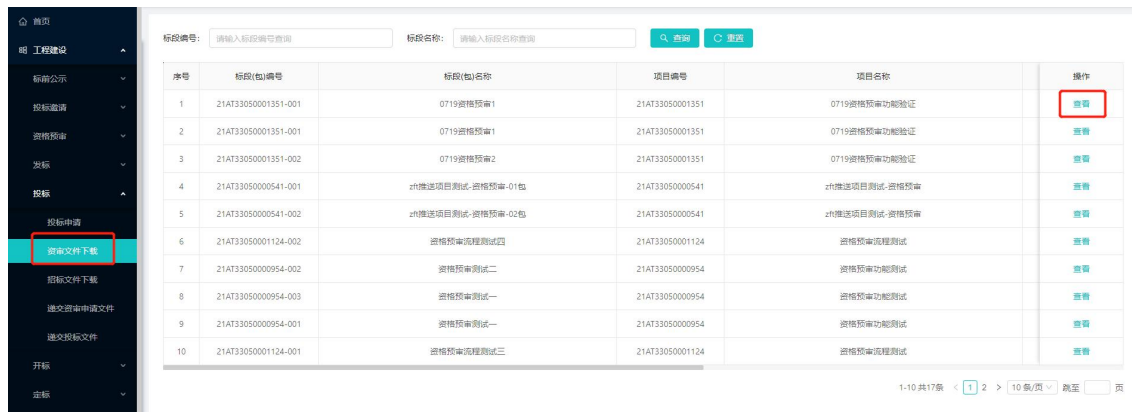 首页
工程建设
标前公示
投标邀请
资格预审
发标
投标
投标申请
资审文件下载
招标文件下载
递交资审申请文件
递交投标文件
开标
定标
标段编号： 请输入标段编号查询 标段名称： 请输入标段名称查询 查询 重置
序号 标段(包)编号 标段(包)名称 项目编号 项目名称 操作
1 21AT33050001351-001 0719资格预审1 21AT33050001351 0719资格预审功能验证 查看
2 21AT33050001351-001 0719资格预审1 21AT33050001351 0719资格预审功能验证 查看
3 21AT33050001351-002 0719资格预审2 21AT33050001351 0719资格预审功能验证 查看
4 21AT33050000541-001 zft推送项目测试-资格预审-01包 21AT33050000541 zft推送项目测试-资格预审 查看
5 21AT33050000541-002 zft推送项目测试-资格预审-02包 21AT33050000541 zft推送项目测试-资格预审 查看
6 21AT33050001124-002 资格预审流程测试四 21AT33050001124 资格预审流程测试 查看
7 21AT33050000954-002 资格预审测试二 21AT33050000954 资格预审功能测试 查看
8 21AT33050000954-003 资格预审测试一 21AT33050000954 资格预审功能测试 查看
9 21AT33050000954-001 资格预审测试一 21AT33050000954 资格预审功能测试 查看
10 21AT33050001124-001 资格预审流程测试三 21AT33050001124 资格预审流程测试 查看
1-10 共17条 < 1 2 > 10 条/页 跳至 页